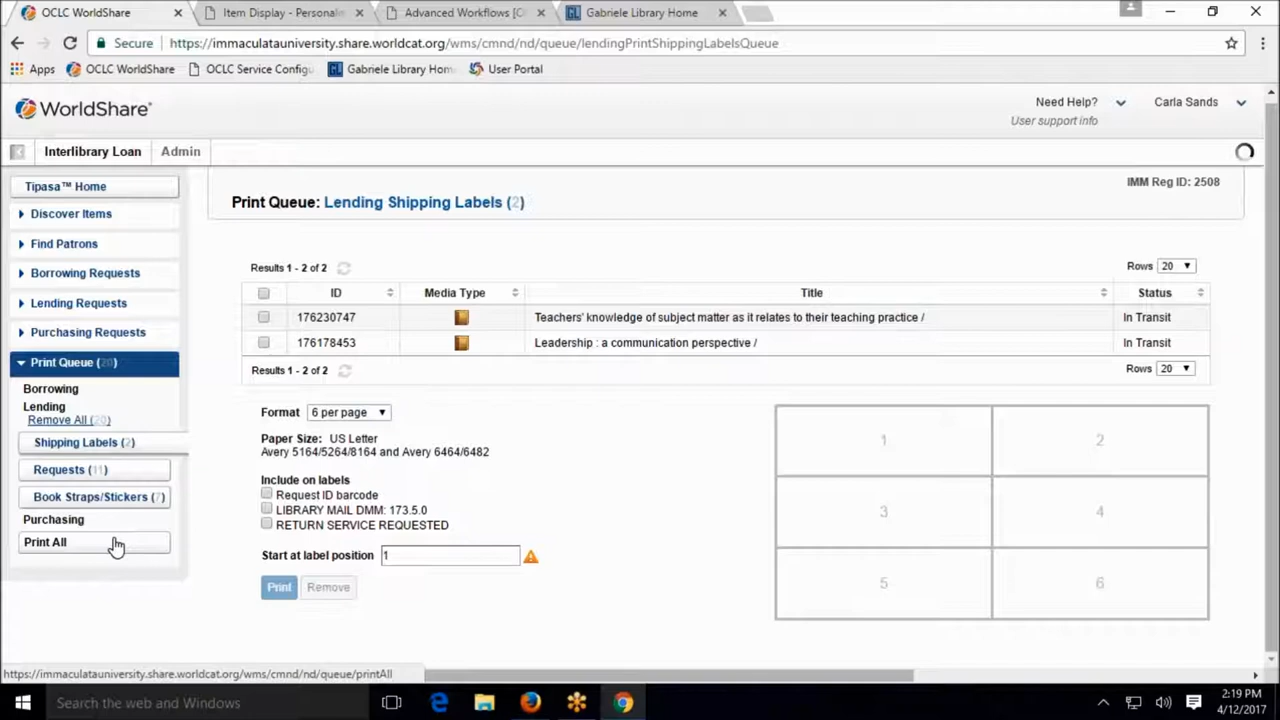 OCLC WorldShare
Item Display - Personaliz
Advanced Workflows [O
Gabriele Library Home
Secure
https://immaculatauniversity.share.worldcat.org/wms/cmnd/nd/queue/lendingPrintShippingLabelsQueue
Apps
OCLC WorldShare
OCLC Service Configu
Gabriele Library Hom
User Portal
WorldShare®
Need Help?
Carla Sands
User support info
Interlibrary Loan
Admin
IMM Reg ID: 2508
Tipasa™ Home
Discover Items
Find Patrons
Borrowing Requests
Lending Requests
Purchasing Requests
Print Queue (20)
Borrowing
Lending
Remove All (20)
Shipping Labels (2)
Requests (11)
Book Straps/Stickers (7)
Purchasing
Print All
Print Queue: Lending Shipping Labels (2)
Results 1 - 2 of 2
Rows 20
ID Media Type Title Status
176230747 Teachers' knowledge of subject matter as it relates to their teaching practice / In Transit
176178453 Leadership : a communication perspective / In Transit
Results 1 - 2 of 2
Rows 20
Format 6 per page
Paper Size: US Letter
Avery 5164/5264/8164 and Avery 6464/6482
Include on labels
Request ID barcode
LIBRARY MAIL DMM: 173.5.0
RETURN SERVICE REQUESTED
Start at label position 1
Print Remove
1 2
3 4
5 6
https://immaculatauniversity.share.worldcat.org/wms/cmnd/nd/queue/printAll
Search the web and Windows
2:19 PM
4/12/2017